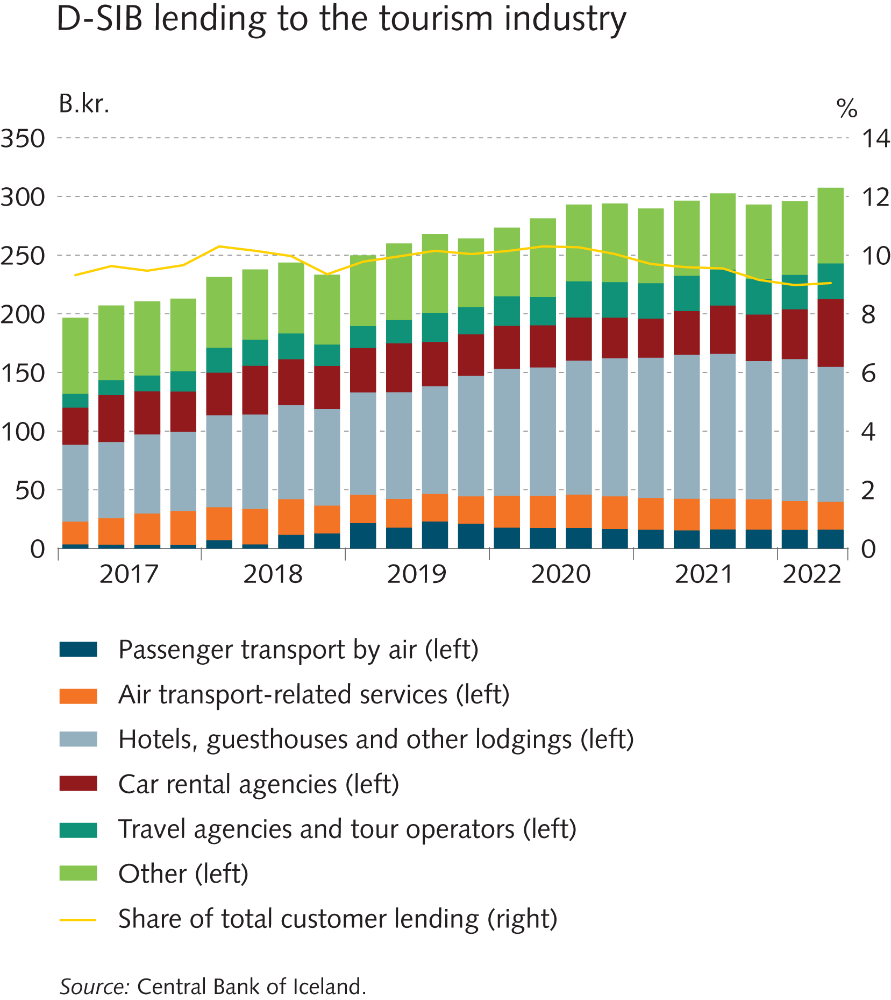 D-SIB lending to the tourism industry
B.kr. %
350 14
300 12
250 10
200 8
150 6
100 4
50 2
0 0
2017 2018 2019 2020 2021 2022
Passenger transport by air (left)
Air transport-related services (left)
Hotels, guesthouses and other lodgings (left)
Car rental agencies (left)
Travel agencies and tour operators (left)
Other (left)
Share of total customer lending (right)
Source: Central Bank of Iceland.